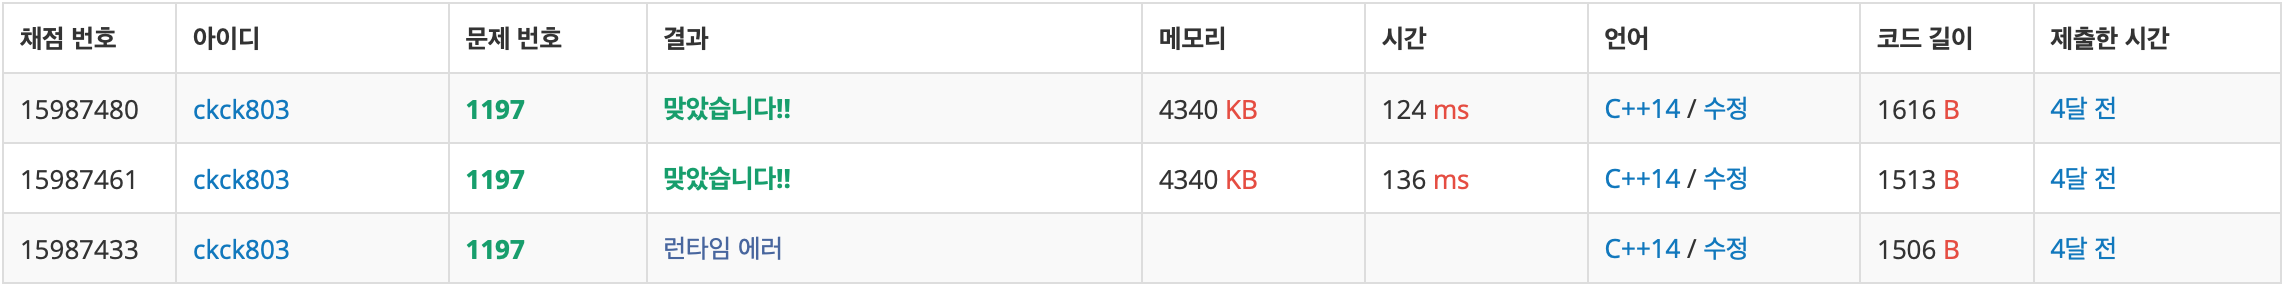 채점 번호 아이디 문제 번호 결과 메모리 시간 언어 코드 길이 제출한 시간
15987480 ckck803 1197 맞았습니다!! 4340 KB 124 ms C++14 / 수정 1616 B 4달 전
15987461 ckck803 1197 맞았습니다!! 4340 KB 136 ms C++14 / 수정 1513 B 4달 전
15987433 ckck803 1197 런타임 에러 C++14 / 수정 1506 B 4달 전